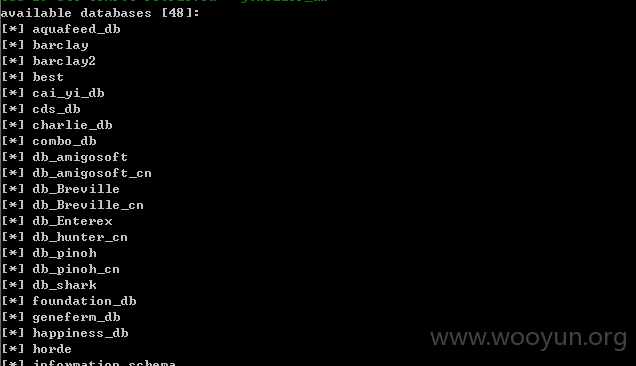 available databases [48]:
[*] aquafeed_db
[*] barclay
[*] barclay2
[*] best
[*] cai_yi_db
[*] cds_db
[*] charlie_db
[*] combo_db
[*] db_amigosoft
[*] db_amigosoft_cn
[*] db_Breville
[*] db_Breville_cn
[*] db_Enterex
[*] db_hunter_cn
[*] db_pinoh
[*] db_pinoh_cn
[*] db_shark
[*] foundation_db
[*] geneferm_db
[*] happiness_db
[*] horde
[*] information_schema
www.wooyun.org